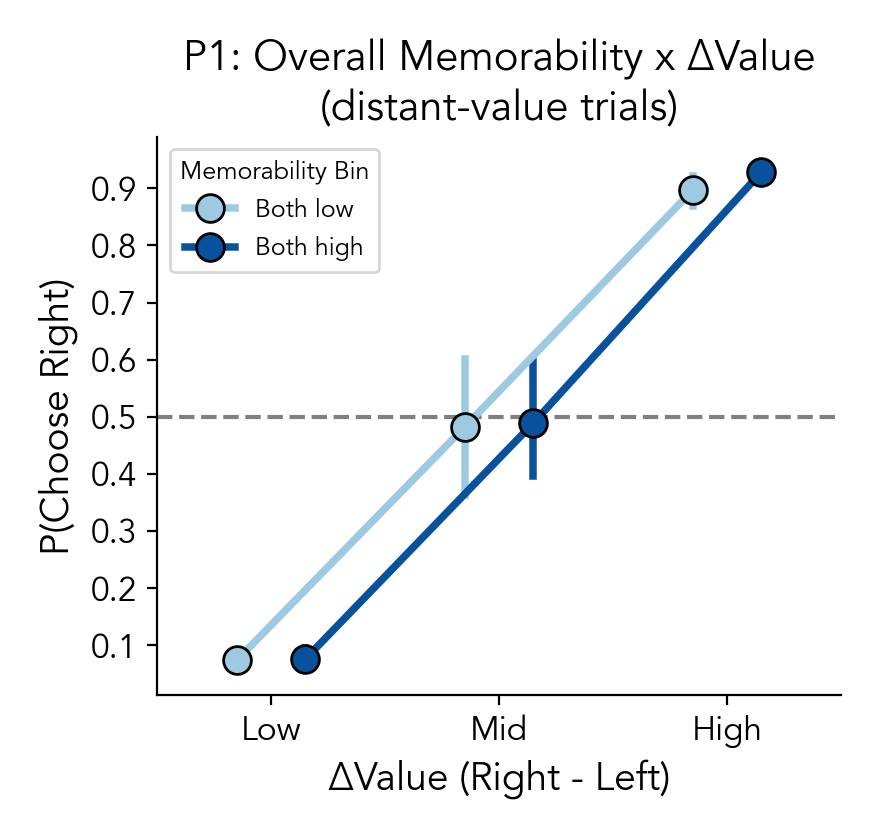 P1: Overall Memorability x ΔValue
(distant-value trials)
Memorability Bin
Both low
Both high
P(Choose Right)
0.9
0.8
0.7
0.6
0.5
0.4
0.3
0.2
0.1
Low
Mid
High
ΔValue (Right - Left)